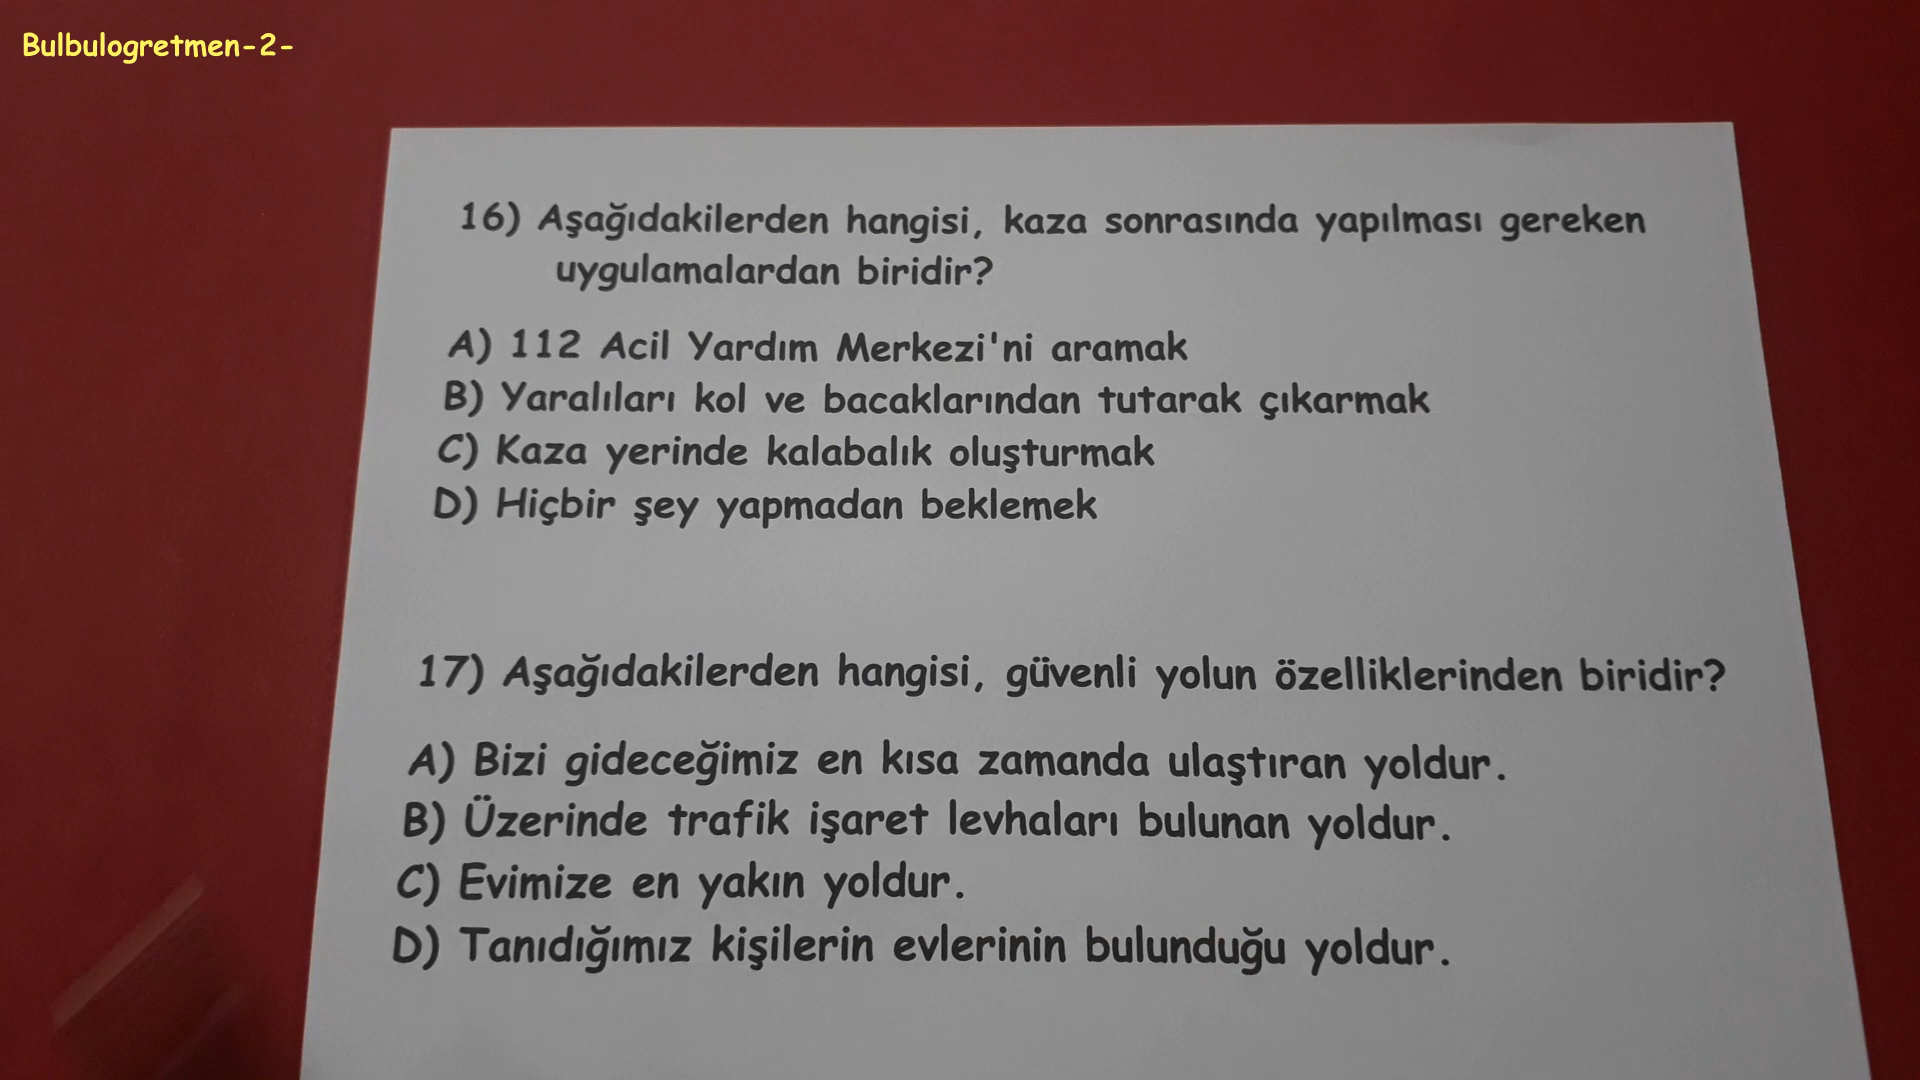 Bulbulogretmen-2-
16) Aşağıdakilerden hangisi, kaza sonrasında yapılması gereken
uygulamalardan biridir?
A) 112 Acil Yardım Merkezi'ni aramak
B) Yaralıları kol ve bacaklarından tutarak çıkarmak
C) Kaza yerinde kalabalık oluşturmak
D) Hiçbir şey yapmadan beklemek
17) Aşağıdakilerden hangisi, güvenli yolun özelliklerinden biridir?
A) Bizi gideceğimiz en kısa zamanda ulaştıran yoldur.
B) Üzerinde trafik işaret levhaları bulunan yoldur.
C) Evimize en yakın yoldur.
D) Tanıdığımız kişilerin evlerinin bulunduğu yoldur.